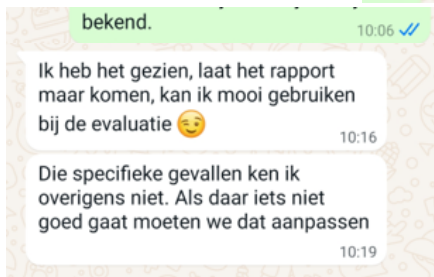 bekend.
10:06
Ik heb het gezien, laat het rapport
maar komen, kan ik mooi gebruiken
bij de evaluatie 😉
10:16
Die specifieke gevallen ken ik
overigens niet. Als daar iets niet
goed gaat moeten we dat aanpassen
10:19